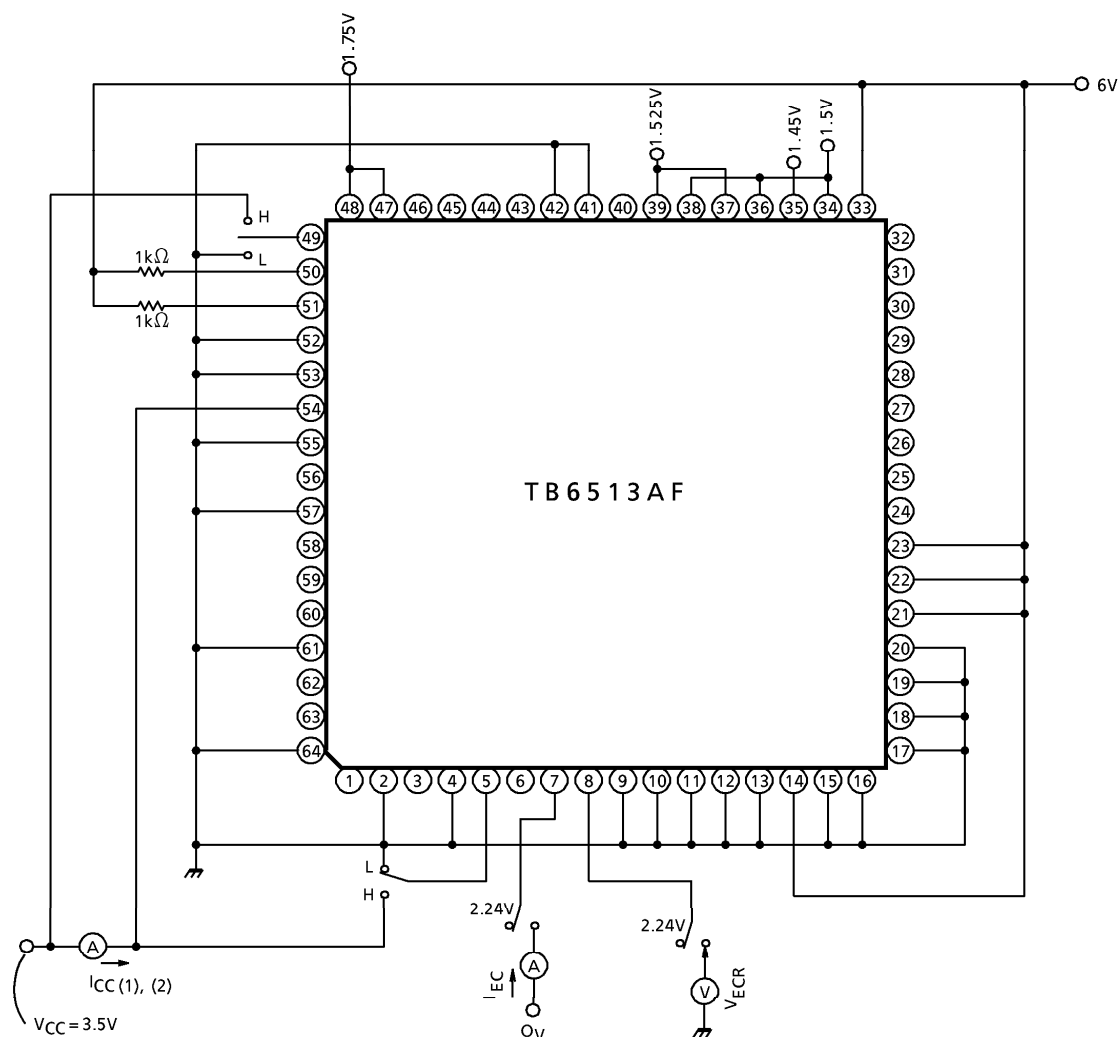 1.75V
6V
1.525V
1.45V
1.5V
48 47 46 45 44 43 42 41 40 39 38 37 36 35 34 33
H
49
L
1kΩ
50
51
1kΩ
52
53
54
55
56
57
58
59
60
61
62
63
64
TB6513AF
32
31
30
29
28
27
26
25
24
23
22
21
20
19
18
17
1 2 3 4 5 6 7 8 9 10 11 12 13 14 15 16
L
H
2.24V
2.24V
A
ICC (1), (2)
VCC = 3.5V
A
IEC
0V
V
VECR